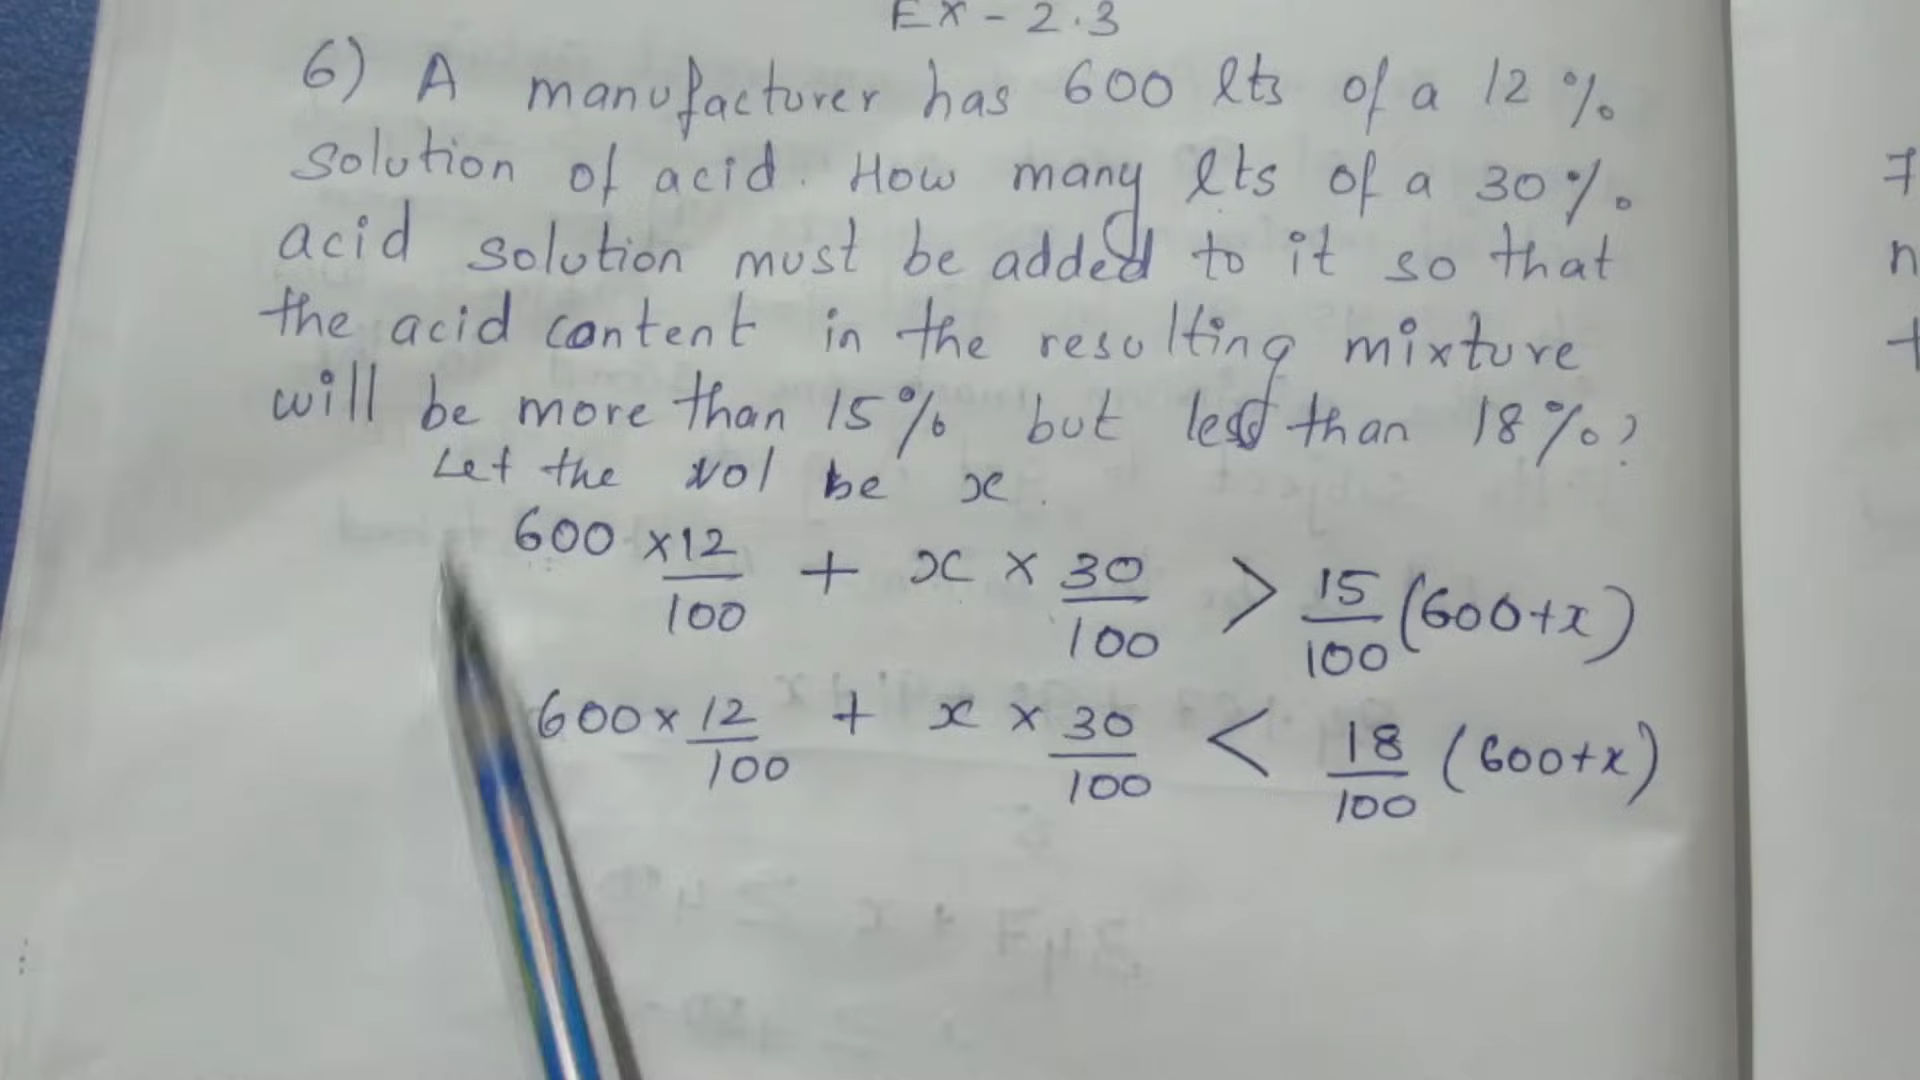 EX - 2.3
6) A manufacturer has 600 lts of a 12 %
solution of acid. How many lts of a 30%
acid solution must be added to it so that
the acid content in the resulting mixture
will be more than 15% but less than 18%?
Let the vol be x.
600 × 12/100 + x × 30/100 > 15/100 (600+x)
600 × 12/100 + x × 30/100 < 18/100 (600+x)
7
n
t